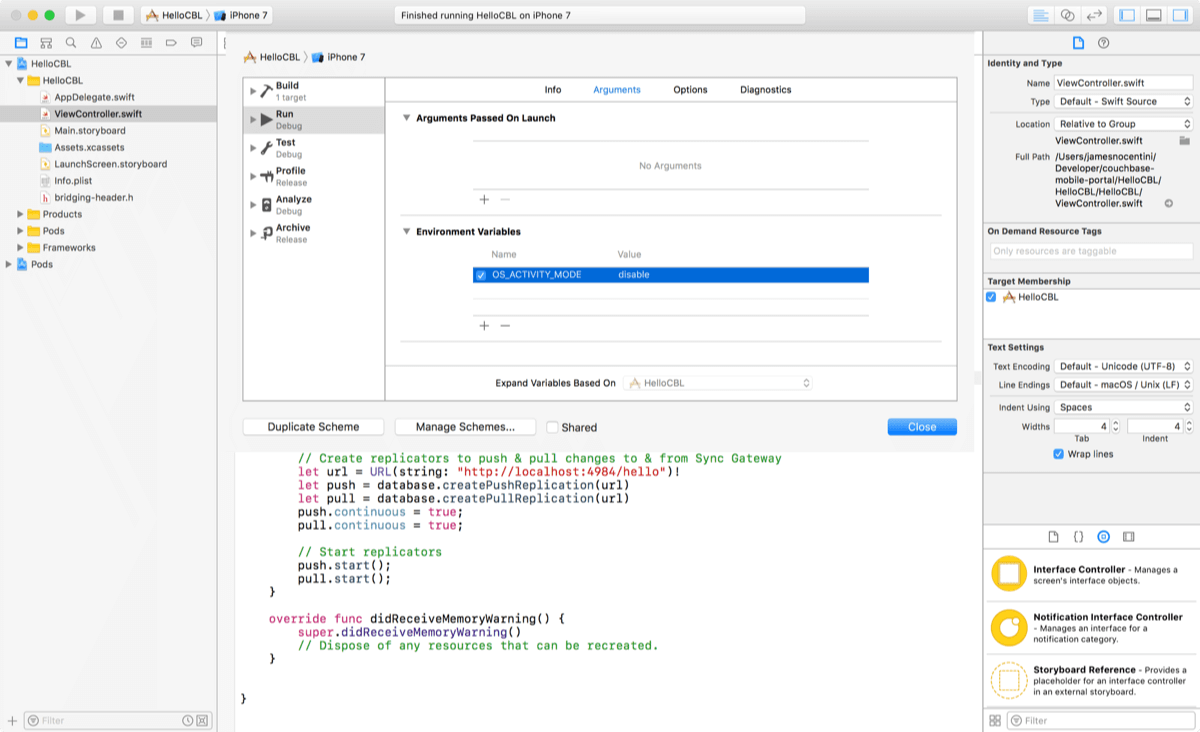 HelloCBL
iPhone 7
Finished running HelloCBL on iPhone 7
HelloCBL
HelloCBL
AppDelegate.swift
ViewController.swift
Main.storyboard
Assets.xcassets
LaunchScreen.storyboard
Info.plist
bridging-header.h
Products
Pods
Frameworks
Pods
Filter
HelloCBL
iPhone 7
Build
1 target
Run
Debug
Test
Debug
Profile
Release
Analyze
Debug
Archive
Release
Info
Arguments
Options
Diagnostics
Arguments Passed On Launch
No Arguments
Environment Variables
Name
Value
OS_ACTIVITY_MODE
disable
Expand Variables Based On
HelloCBL
Duplicate Scheme
Manage Schemes...
Shared
Close
// Create replicators to push & pull changes to & from Sync Gateway
let url = URL(string: "http://localhost:4984/hello")!
let push = database.createPushReplication(url)
let pull = database.createPullReplication(url)
push.continuous = true;
pull.continuous = true;
// Start replicators
push.start();
pull.start();
}
override func didReceiveMemoryWarning() {
super.didReceiveMemoryWarning()
// Dispose of any resources that can be recreated.
}
}
Identity and Type
Name ViewController.swift
Type Default - Swift Source
Location Relative to Group
ViewController.swift
Full Path /Users/jamesnocentini/
Developer/couchbase-
mobile-portal/HelloCBL/
HelloCBL/HelloCBL/
ViewController.swift
On Demand Resource Tags
Only resources are taggable
Target Membership
HelloCBL
Text Settings
Text Encoding Default - Unicode (UTF-8)
Line Endings Default - macOS / Unix (LF)
Indent Using Spaces
Widths 4 4
Tab Indent
Wrap lines
{}
Interface Controller - Manages a
screen's interface objects.
Notification Interface Controller
- Manages an interface for a
notification category.
Storyboard Reference - Provides a
placeholder for an interface controller
in an external storyboard.
Filter